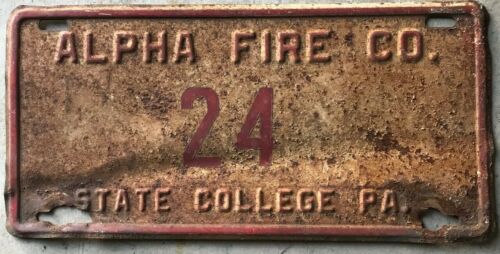 ALPHA FIRE CO.
24
STATE COLLEGE PA.